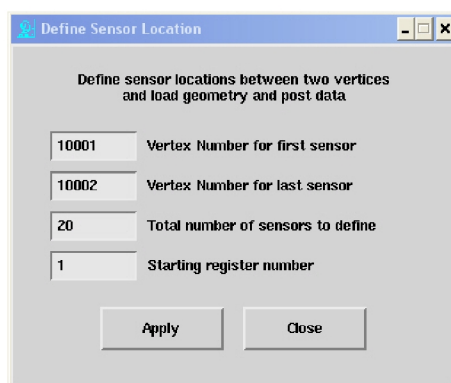 Define Sensor Location
Define sensor locations between two vertices
and load geometry and post data
10001 Vertex Number for first sensor
10002 Vertex Number for last sensor
20 Total number of sensors to define
1 Starting register number
Apply Close